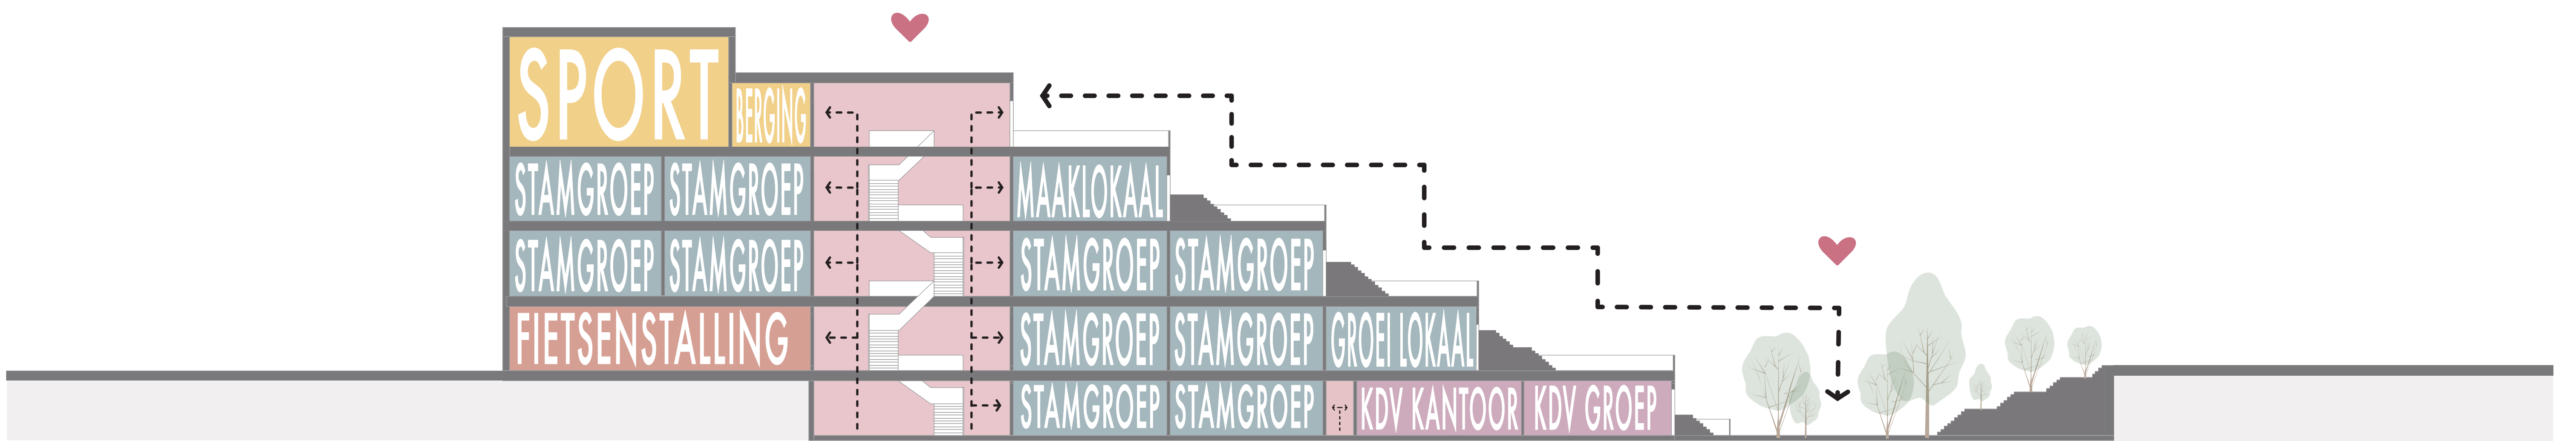 SPORT
BERGING
STAMGROEP STAMGROEP MAAKLOKAAL
STAMGROEP STAMGROEP STAMGROEP STAMGROEP
FIETSENSTALLING STAMGROEP STAMGROEP GROEI LOKAAL
STAMGROEP STAMGROEP KDV KANTOOR KDV GROEP